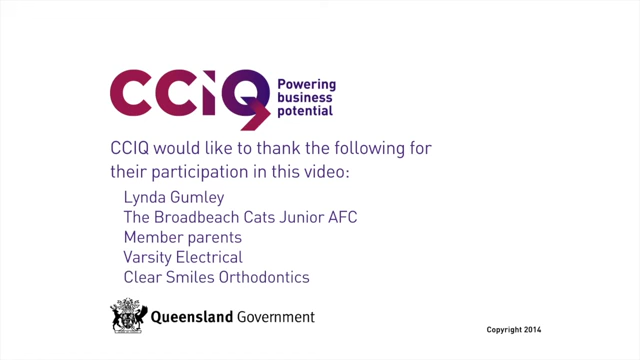 CCIQ
Powering
business
potential
CCIQ would like to thank the following for
their participation in this video:
Lynda Gumley
The Broadbeach Cats Junior AFC
Member parents
Varsity Electrical
Clear Smiles Orthodontics
Queensland Government
Copyright 2014